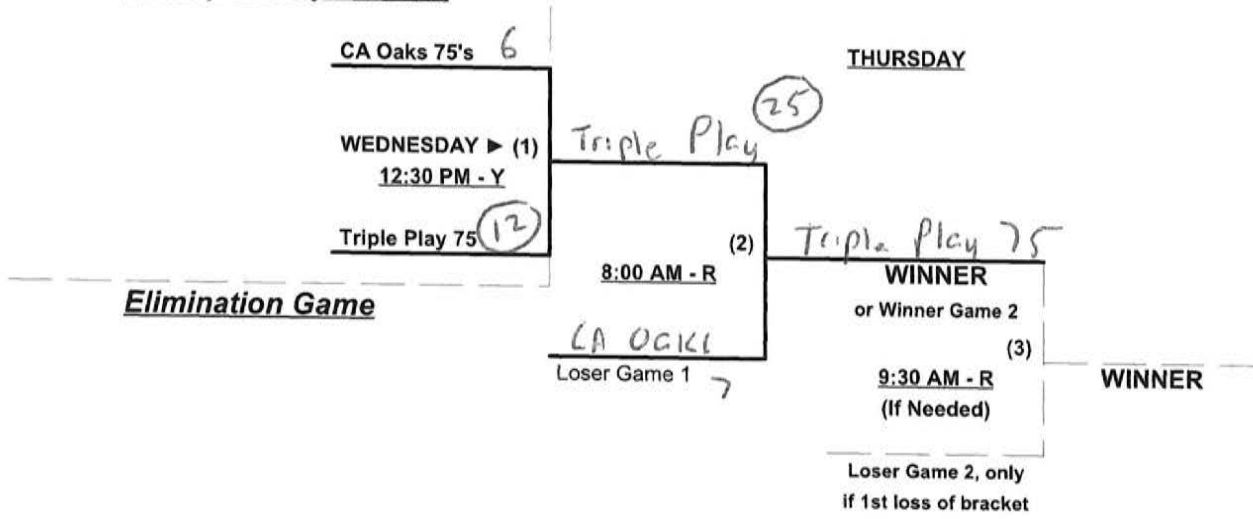 CA Oaks 75's 6
THURSDAY
25
WEDNESDAY ► (1)
Triple Play
12:30 PM - Y
Triple Play 75 12
(2)
Triple Play 75
8:00 AM - R
WINNER
Elimination Game
or Winner Game 2
CA Oaks
(3)
Loser Game 1 7
9:30 AM - R
WINNER
(If Needed)
Loser Game 2, only
if 1st loss of bracket